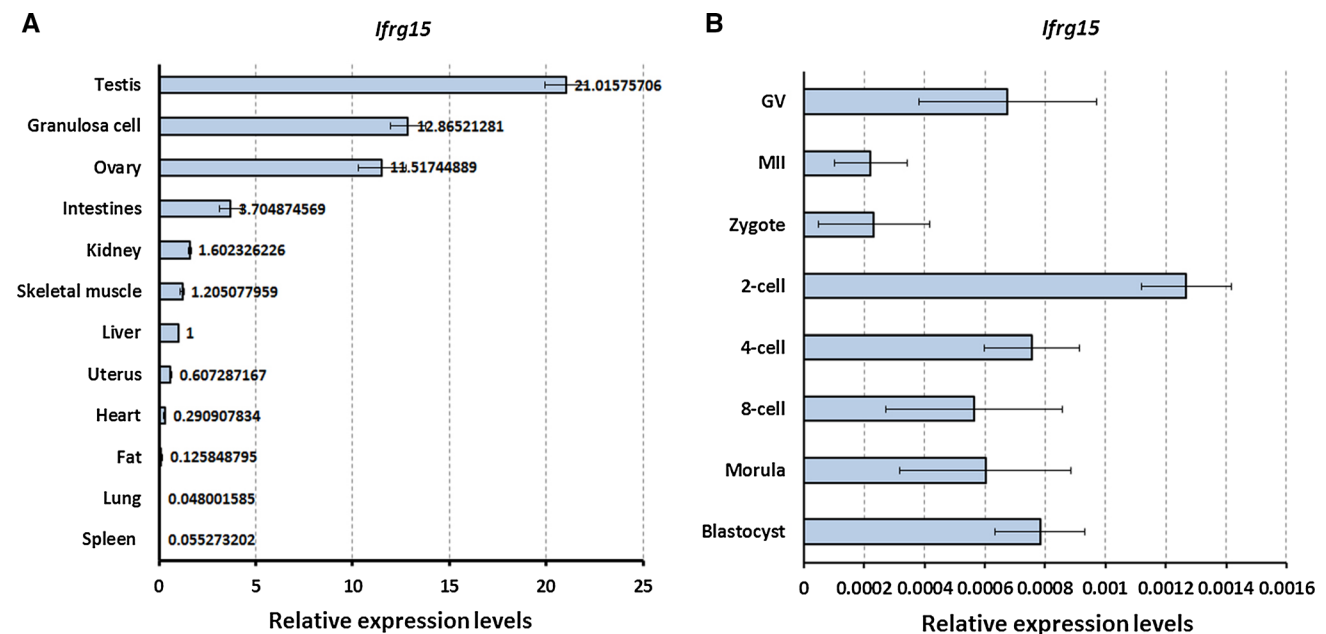 A
Ifrg15
Testis
21.01575706
Granulosa cell
12.86521281
Ovary
11.51744889
Intestines
3.704874569
Kidney
1.602326226
Skeletal muscle
1.205077959
Liver
1
Uterus
0.607287167
Heart
0.290907834
Fat
0.125848795
Lung
0.048001585
Spleen
0.055273202
0 5 10 15 20 25
Relative expression levels
B
Ifrg15
GV
MII
Zygote
2-cell
4-cell
8-cell
Morula
Blastocyst
0 0.0002 0.0004 0.0006 0.0008 0.001 0.0012 0.0014 0.0016
Relative expression levels